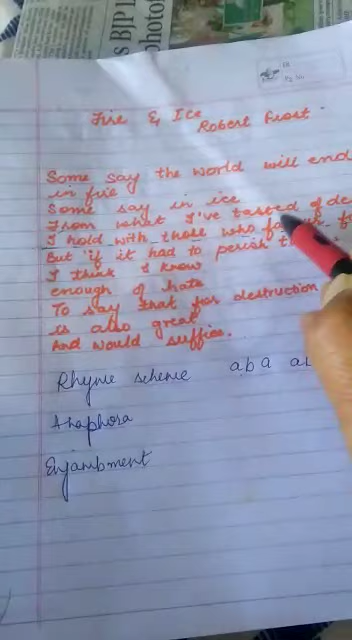 BJP
photo
Fire & Ice
Robert Frost.
Some say the world will end
in fire
Some say in ice
From what I've tasted of de
I hold with those who
But if it had to perish
I think I know
enough of hate
To say that for destruction
is also great
And would suffice.
Rhyme scheme aba
Anaphora
Enjambment